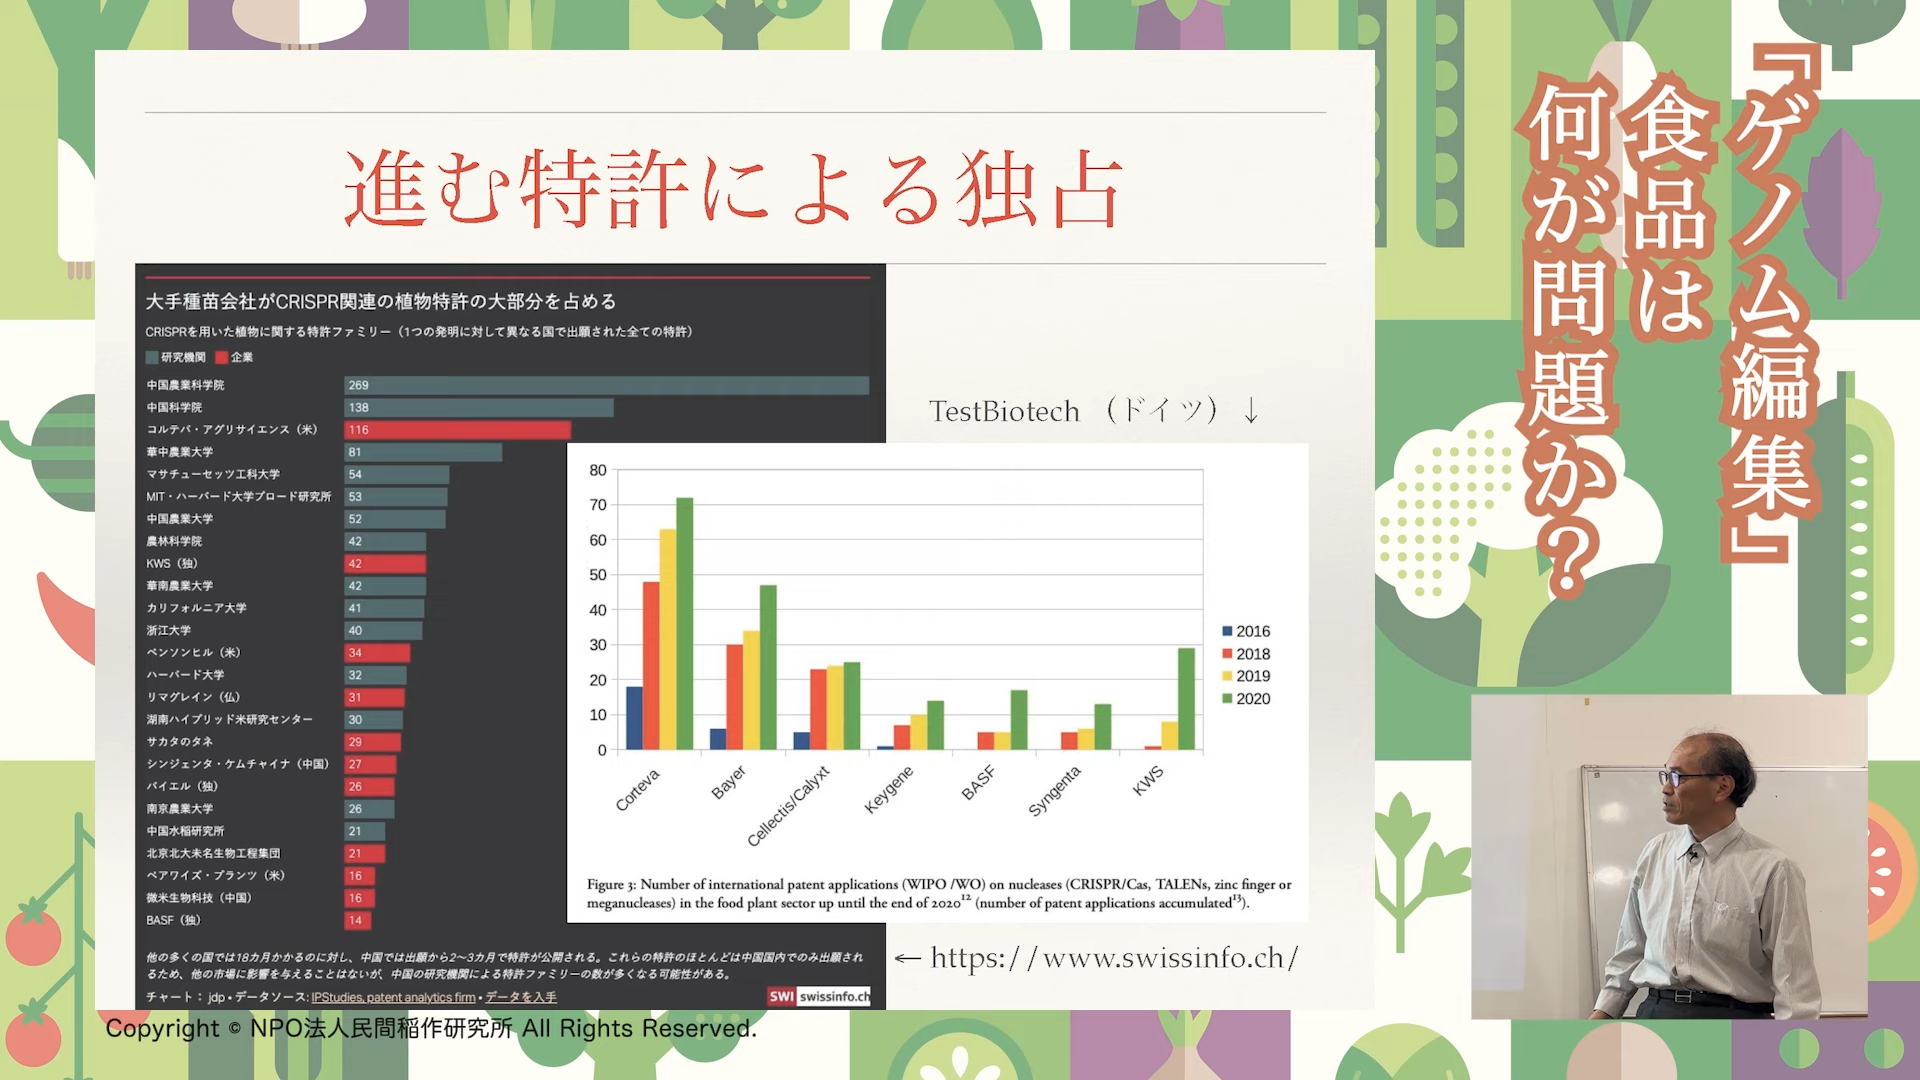 『ゲノム編集』
食品は
何が問題か？
進む特許による独占
大手種苗会社がCRISPR関連の植物特許の大部分を占める
CRISPRを用いた植物に関する特許ファミリー（1つの発明に対して異なる国で出願された全ての特許）
研究機関 企業
中国農業科学院 269
中国科学院 138
コルテバ・アグリサイエンス（米） 116
華中農業大学 81
マサチューセッツ工科大学 54
MIT・ハーバード大学ブロード研究所 53
中国農業大学 52
農林科学院 42
KWS（独） 42
華南農業大学 42
カリフォルニア大学 41
浙江大学 40
ベンソンヒル（米） 34
ハーバード大学 32
リマグレイン（仏） 31
湖南ハイブリッド米研究センター 30
サカタのタネ 29
シンジェンタ・ケムチャイナ（中国） 27
バイエル（独） 26
南京農業大学 26
中国水稲研究所 21
北京北大未名生物工程集団 21
ペアワイズ・プランツ（米） 16
微米生物科技（中国） 16
BASF（独） 14
他の多くの国では18カ月かかるのに対し、中国では出願から2〜3カ月で特許が公開される。これらの特許のほとんどは中国国内でのみ出願され
るため、他の市場に影響を与えることはないが、中国の研究機関による特許ファミリーの数が多くなる可能性がある。
チャート： jdp • データソース: IPStudies, patent analytics firm • データを入手
SWI swissinfo.ch
TestBiotech （ドイツ）↓
80
70
60
50
40
30
20
10
0
Corteva
Bayer
Cellectis/Calyxt
Keygene
BASF
Syngenta
KWS
2016
2018
2019
2020
Figure 3: Number of international patent applications (WIPO /WO) on nucleases (CRISPR/Cas, TALENs, zinc finger or
meganucleases) in the food plant sector up until the end of 2020¹² (number of patent applications accumulated¹³).
← https://www.swissinfo.ch/
Copyright © NPO法人民間稲作研究所 All Rights Reserved.